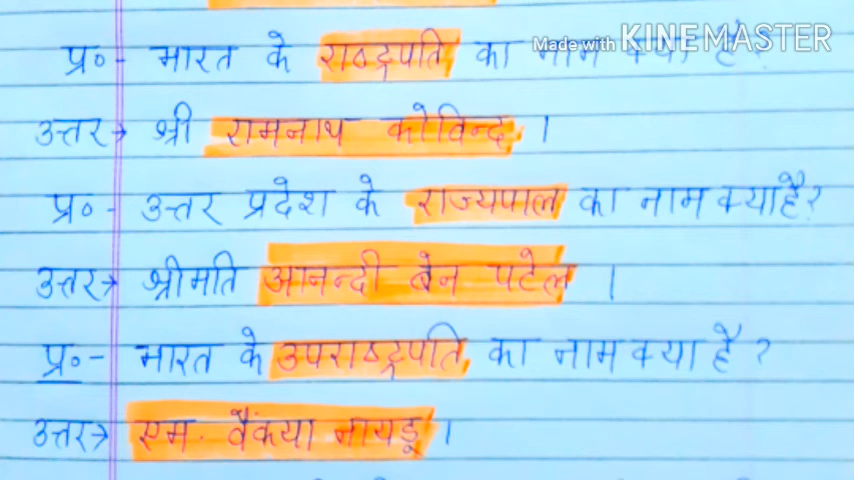 Made with KINEMASTER
प्र०- भारत के राष्ट्रपति का नाम क्या है?
उत्तर→ श्री रामनाथ कोविन्द ।
प्र०- उत्तर प्रदेश के राज्यपाल का नाम क्या है?
उत्तर→ श्रीमति आनन्दी बेन पटेल ।
प्र०- भारत के उपराष्ट्रपति का नाम क्या है ?
उत्तर→ एम. वैंकया नायडू ।